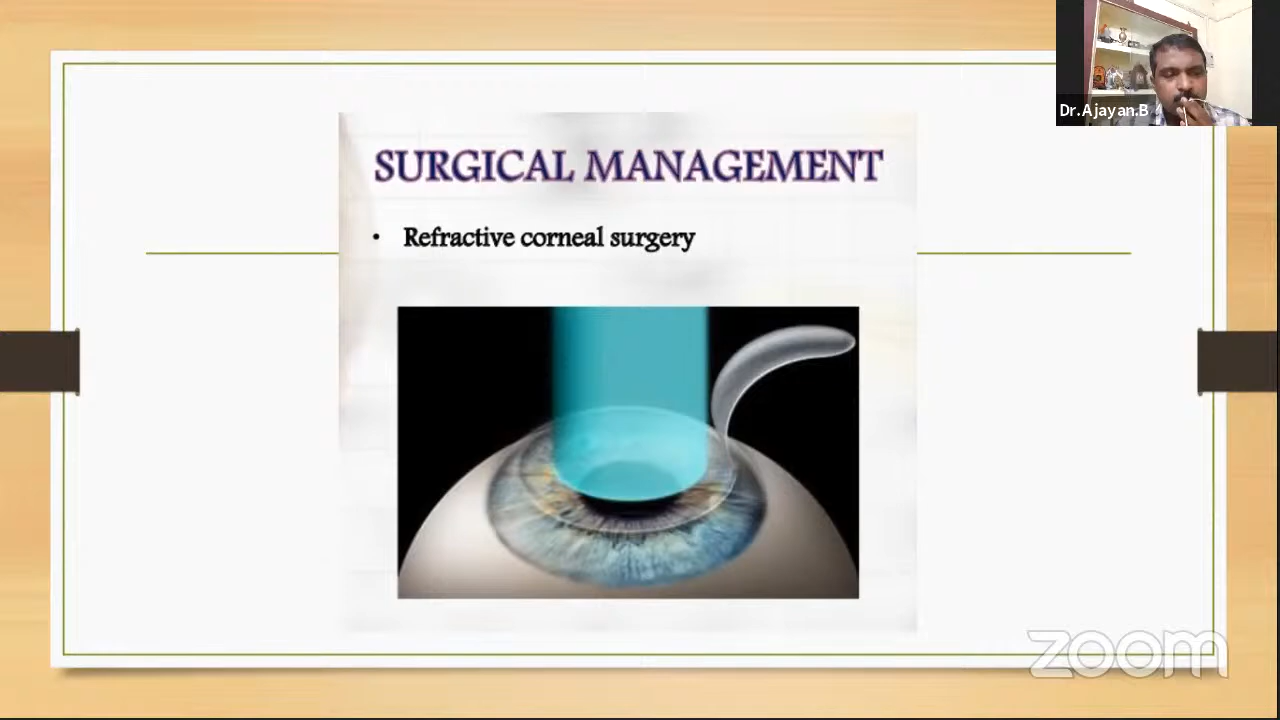 Dr.Ajayan.B
SURGICAL MANAGEMENT
• Refractive corneal surgery
zoom